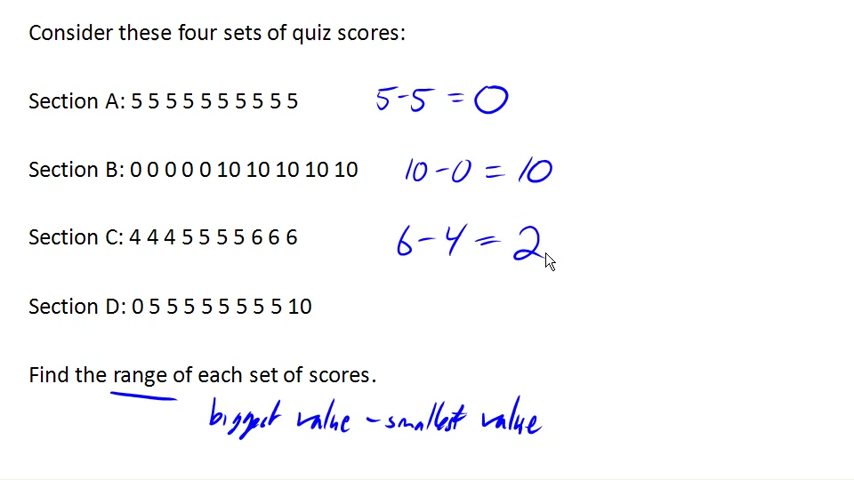 Consider these four sets of quiz scores:
Section A: 5 5 5 5 5 5 5 5 5 5 5-5 = 0
Section B: 0 0 0 0 0 10 10 10 10 10 10-0 = 10
Section C: 4 4 4 5 5 5 5 6 6 6 6-4 = 2
Section D: 0 5 5 5 5 5 5 5 5 10
Find the range of each set of scores.
biggest value - smallest value